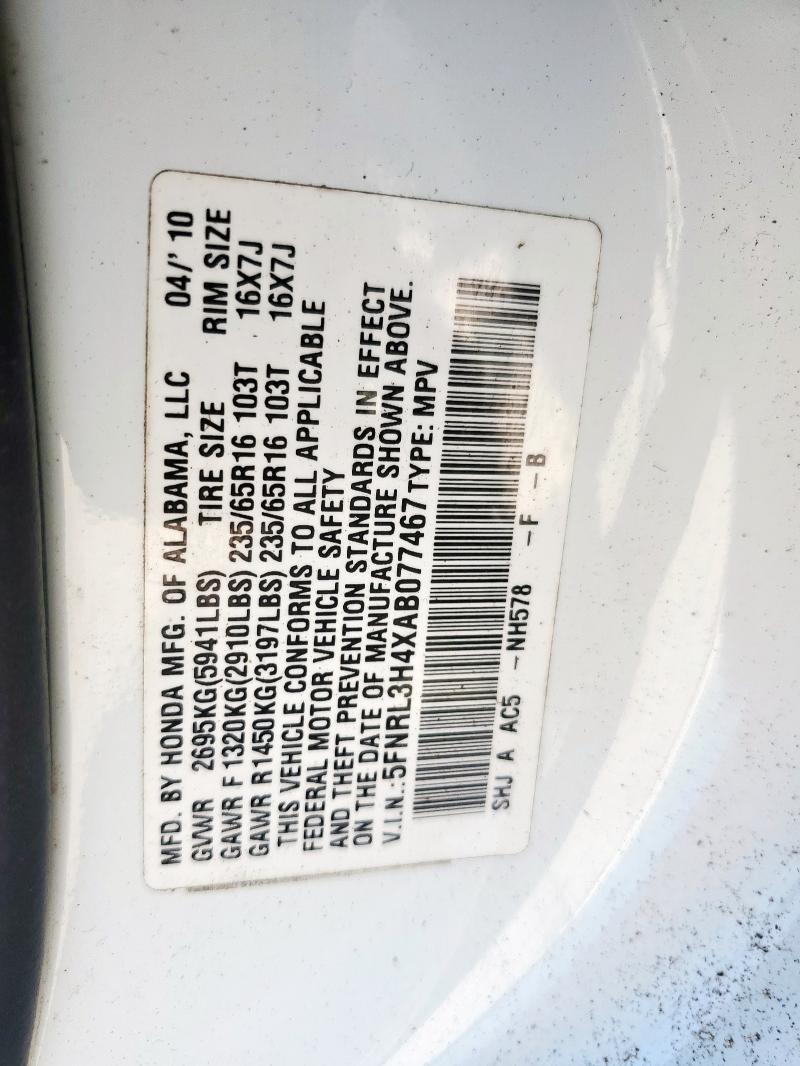 MFD. BY HONDA MFG. OF ALABAMA, LLC 04/' 10
GVWR 2695KG(5941LBS) TIRE SIZE RIM SIZE
GAWR F 1320KG(2910LBS) 235/65R16 103T 16X7J
GAWR R1450KG(3197LBS) 235/65R16 103T 16X7J
THIS VEHICLE CONFORMS TO ALL APPLICABLE
FEDERAL MOTOR VEHICLE SAFETY
AND THEFT PREVENTION STANDARDS IN EFFECT
ON THE DATE OF MANUFACTURE SHOWN ABOVE.
V.I.N.:5FNRL3H4XAB077467 TYPE: MPV
SHJ A AC5 -NH578 -F -B